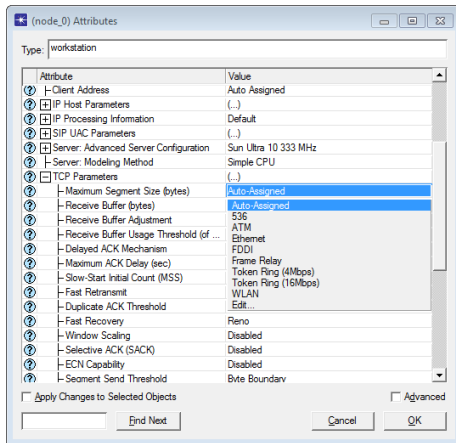 (node_0) Attributes
Type: workstation
Attribute Value
Client Address Auto Assigned
IP Host Parameters (...)
IP Processing Information Default
SIP UAC Parameters (...)
Server: Advanced Server Configuration Sun Ultra 10 333 MHz
Server: Modeling Method Simple CPU
TCP Parameters (...)
Maximum Segment Size (bytes) Auto-Assigned
Receive Buffer (bytes) Auto-Assigned
Receive Buffer Adjustment 536
ATM
Receive Buffer Usage Threshold (of ... Ethernet
Delayed ACK Mechanism FDDI
Maximum ACK Delay (sec) Frame Relay
Slow-Start Initial Count (MSS) Token Ring (4Mbps)
Token Ring (16Mbps)
Fast Retransmit WLAN
Duplicate ACK Threshold Edit...
Fast Recovery Reno
Window Scaling Disabled
Selective ACK (SACK) Disabled
ECN Capability Disabled
Segment Send Threshold Byte Boundary
Apply Changes to Selected Objects Advanced
Find Next Cancel OK